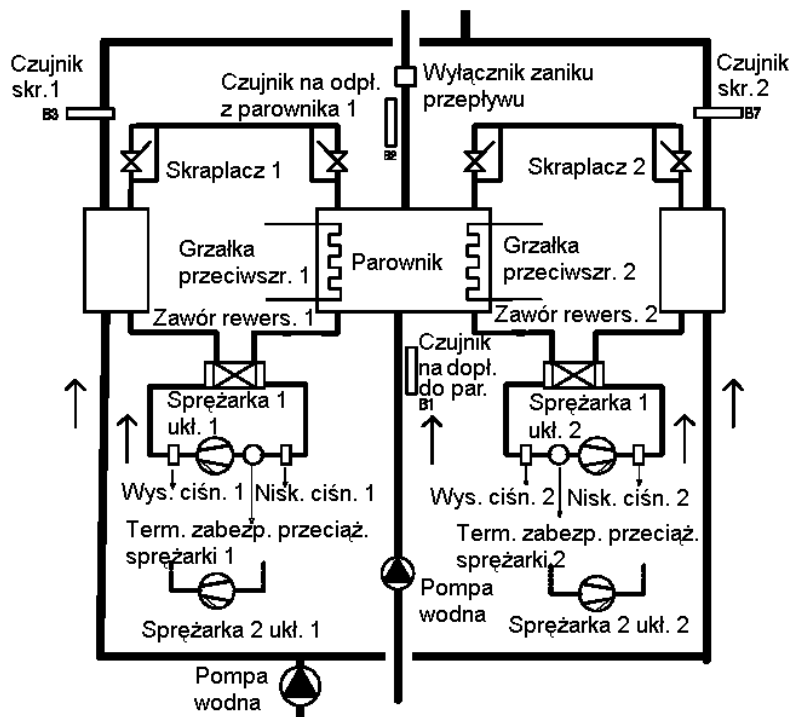 Czujnik
skr.1
B3
Czujnik na odpł.
z parownika 1
B2
Wyłącznik zaniku
przepływu
Czujnik
skr.2
B7
Skraplacz 1
Skraplacz 2
Grzałka
przeciwszr. 1
Parownik
Grzałka
przeciwszr. 2
Zawór rewers. 1
Zawór rewers. 2
Czujnik
na dopł.
do par.
B1
Sprężarka 1
ukł. 1
Sprężarka 1
ukł. 2
Wys. ciśn. 1
Nisk. ciśn. 1
Wys. ciśn. 2
Nisk. ciśn. 2
Term. zabezp. przeciąż.
sprężarki 1
Term. zabezp. przeciąż.
sprężarki 2
Pompa
wodna
Sprężarka 2 ukł. 1
Sprężarka 2 ukł. 2
Pompa
wodna